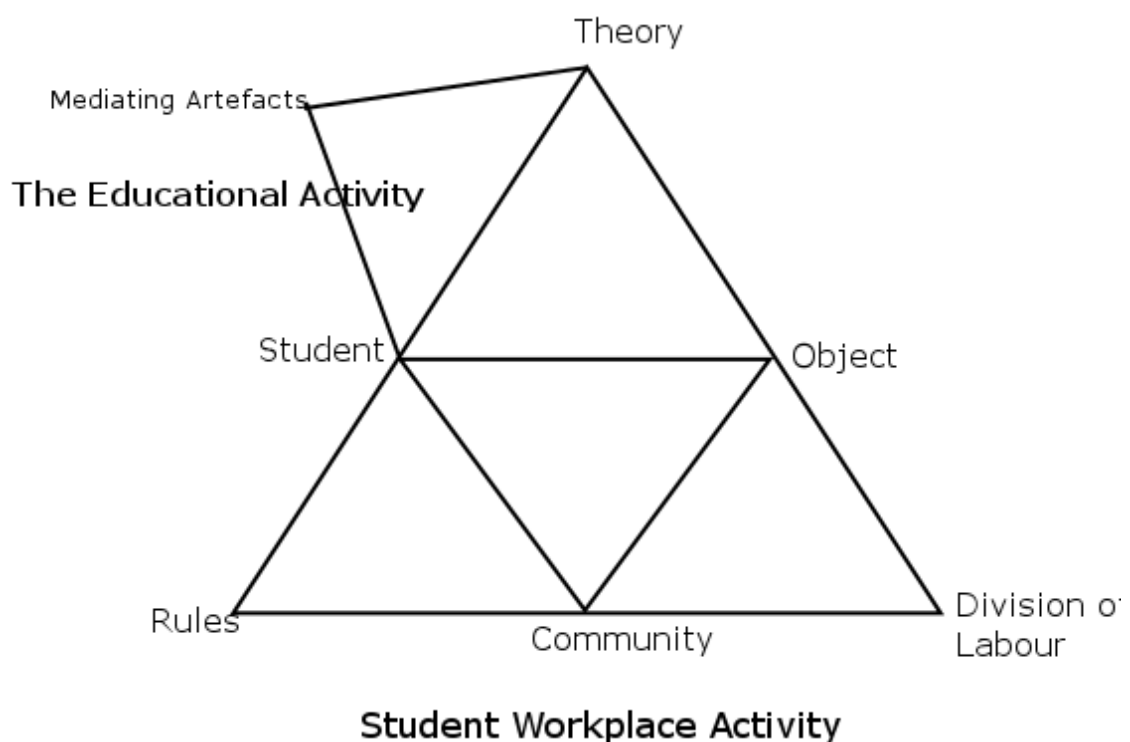 Theory
Mediating Artefacts
The Educational Activity
Student
Object
Rules
Community
Division of
Labour
Student Workplace Activity